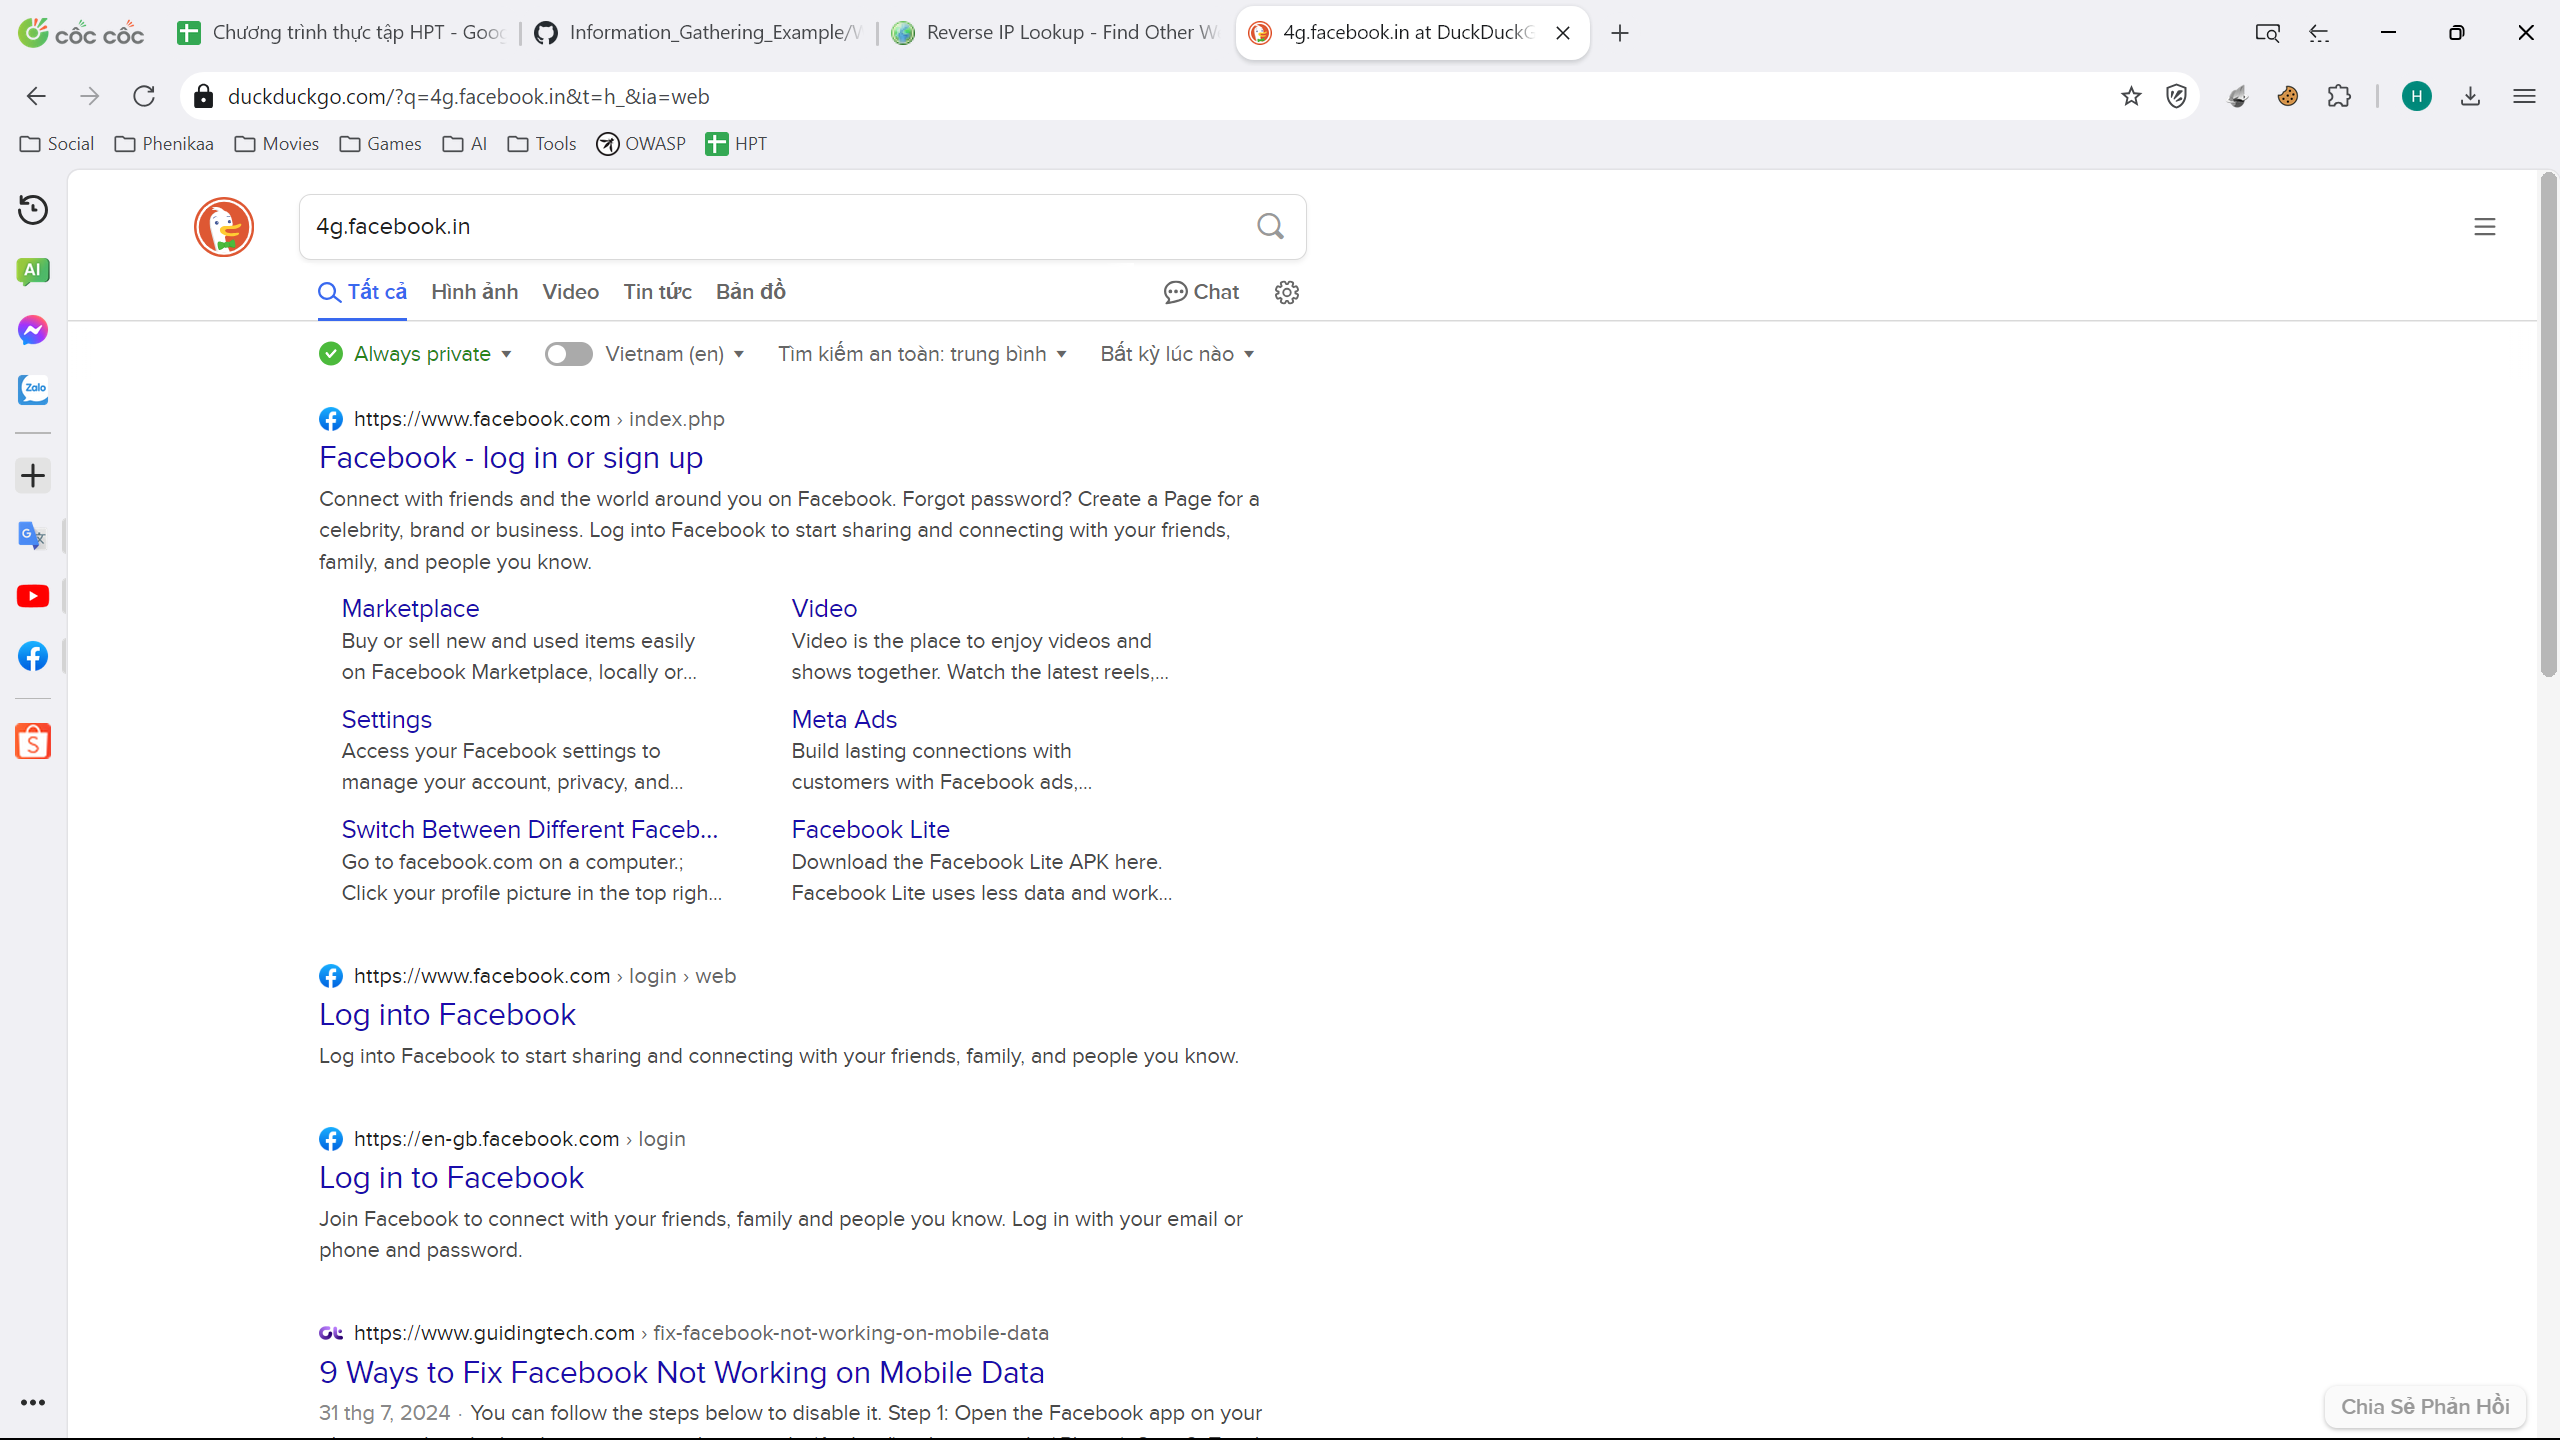 cốc cốc
Chương trình thực tập HPT - Goog
Information_Gathering_Example/W
Reverse IP Lookup - Find Other We
4g.facebook.in at DuckDuckG
duckduckgo.com/?q=4g.facebook.in&t=h_&ia=web
H
Social
Phenikaa
Movies
Games
AI
Tools
OWASP
HPT
AI
Zalo
4g.facebook.in
Tất cả
Hình ảnh
Video
Tin tức
Bản đồ
Chat
Always private
Vietnam (en)
Tìm kiếm an toàn: trung bình
Bất kỳ lúc nào
https://www.facebook.com › index.php
Facebook - log in or sign up
Connect with friends and the world around you on Facebook. Forgot password? Create a Page for a
celebrity, brand or business. Log into Facebook to start sharing and connecting with your friends,
family, and people you know.
Marketplace
Buy or sell new and used items easily
on Facebook Marketplace, locally or...
Video
Video is the place to enjoy videos and
shows together. Watch the latest reels,...
Settings
Access your Facebook settings to
manage your account, privacy, and...
Meta Ads
Build lasting connections with
customers with Facebook ads,...
Switch Between Different Faceb...
Go to facebook.com on a computer.;
Click your profile picture in the top righ...
Facebook Lite
Download the Facebook Lite APK here.
Facebook Lite uses less data and work...
https://www.facebook.com › login › web
Log into Facebook
Log into Facebook to start sharing and connecting with your friends, family, and people you know.
https://en-gb.facebook.com › login
Log in to Facebook
Join Facebook to connect with your friends, family and people you know. Log in with your email or
phone and password.
https://www.guidingtech.com › fix-facebook-not-working-on-mobile-data
9 Ways to Fix Facebook Not Working on Mobile Data
31 thg 7, 2024 · You can follow the steps below to disable it. Step 1: Open the Facebook app on your
Chia Sẻ Phản Hồi